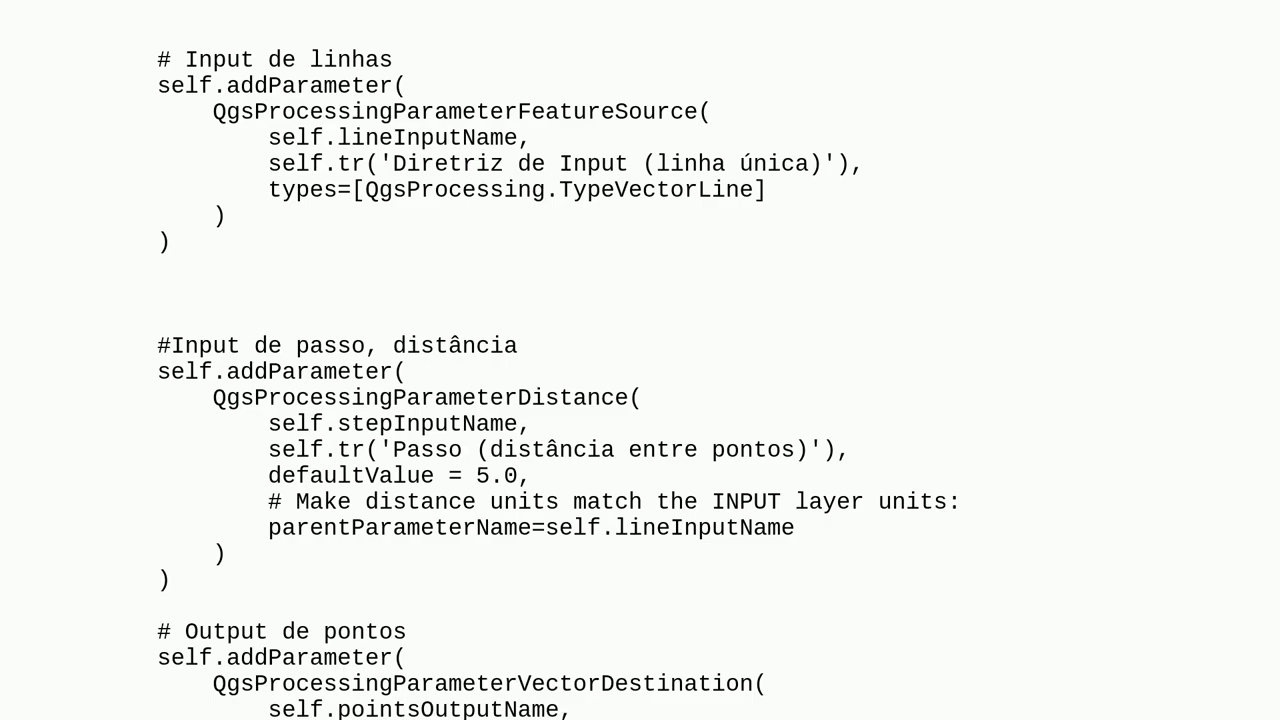 # Input de linhas
self.addParameter(
    QgsProcessingParameterFeatureSource(
        self.lineInputName,
        self.tr('Diretriz de Input (linha única)'),
        types=[QgsProcessing.TypeVectorLine]
    )
)
#Input de passo, distância
self.addParameter(
    QgsProcessingParameterDistance(
        self.stepInputName,
        self.tr('Passo (distância entre pontos)'),
        defaultValue = 5.0,
        # Make distance units match the INPUT layer units:
        parentParameterName=self.lineInputName
    )
)
# Output de pontos
self.addParameter(
    QgsProcessingParameterVectorDestination(
        self.pointsOutputName,